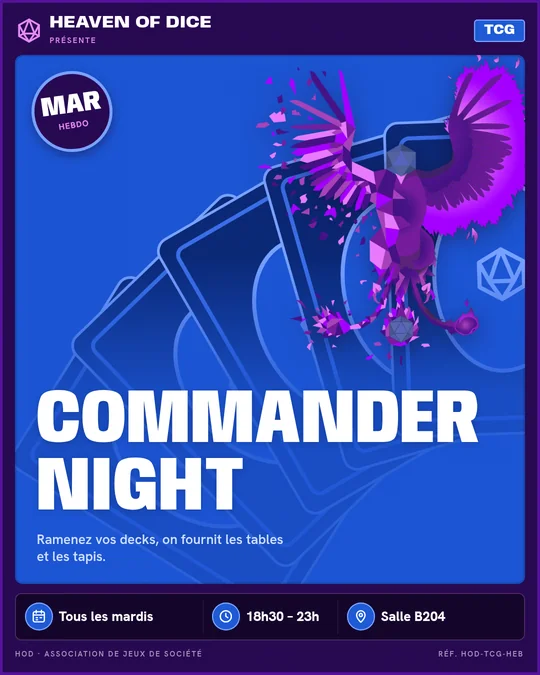 HEAVEN OF DICE
PRÉSENTE
TCG
MAR
HEBDO
COMMANDER
NIGHT
Ramenez vos decks, on fournit les tables
et les tapis.
Tous les mardis
18h30 – 23h
Salle B204
HOD · ASSOCIATION DE JEUX DE SOCIÉTÉ
RÉF. HOD-TCG-HEB